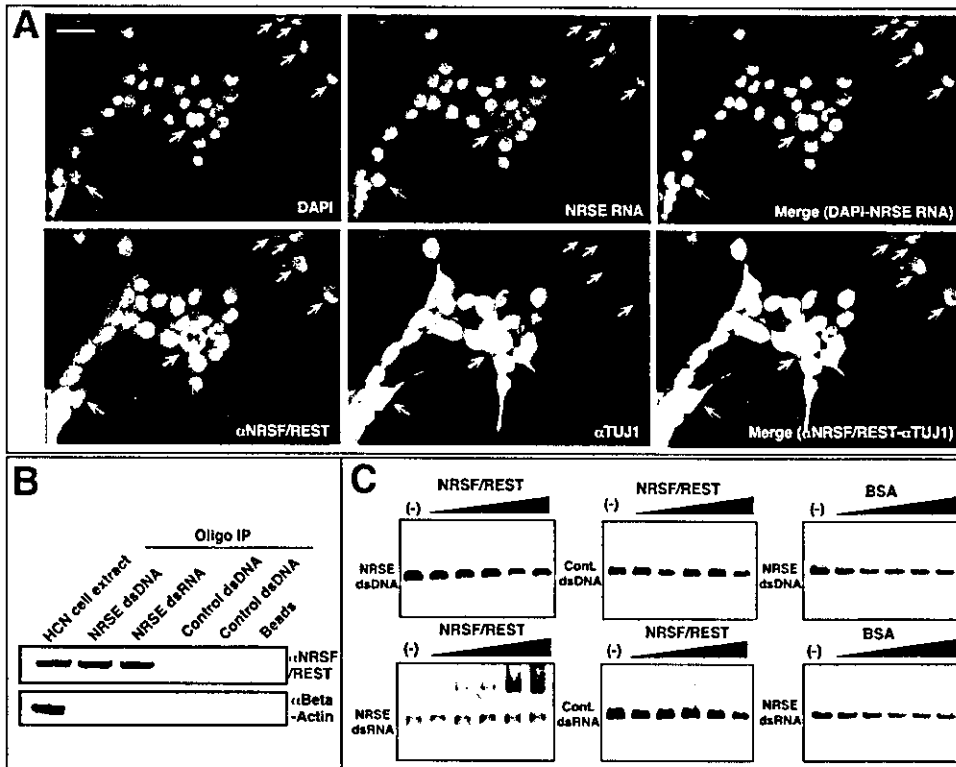 A
DAPI
NRSE RNA
Merge (DAPI-NRSE RNA)
αNRSF/REST
αTUJ1
Merge (αNRSF/REST-αTUJ1)
B
Oligo IP
HCN cell extract
NRSE dsDNA
NRSE dsRNA
Control dsDNA
Control dsDNA
Beads
αNRSF
/REST
αBeta
-Actin
C
NRSF/REST
(-)
NRSE
dsDNA
NRSF/REST
(-)
Cont.
dsDNA
BSA
(-)
NRSE
dsDNA
NRSF/REST
(-)
NRSE
dsRNA
NRSF/REST
(-)
Cont.
dsRNA
BSA
(-)
NRSE
dsRNA